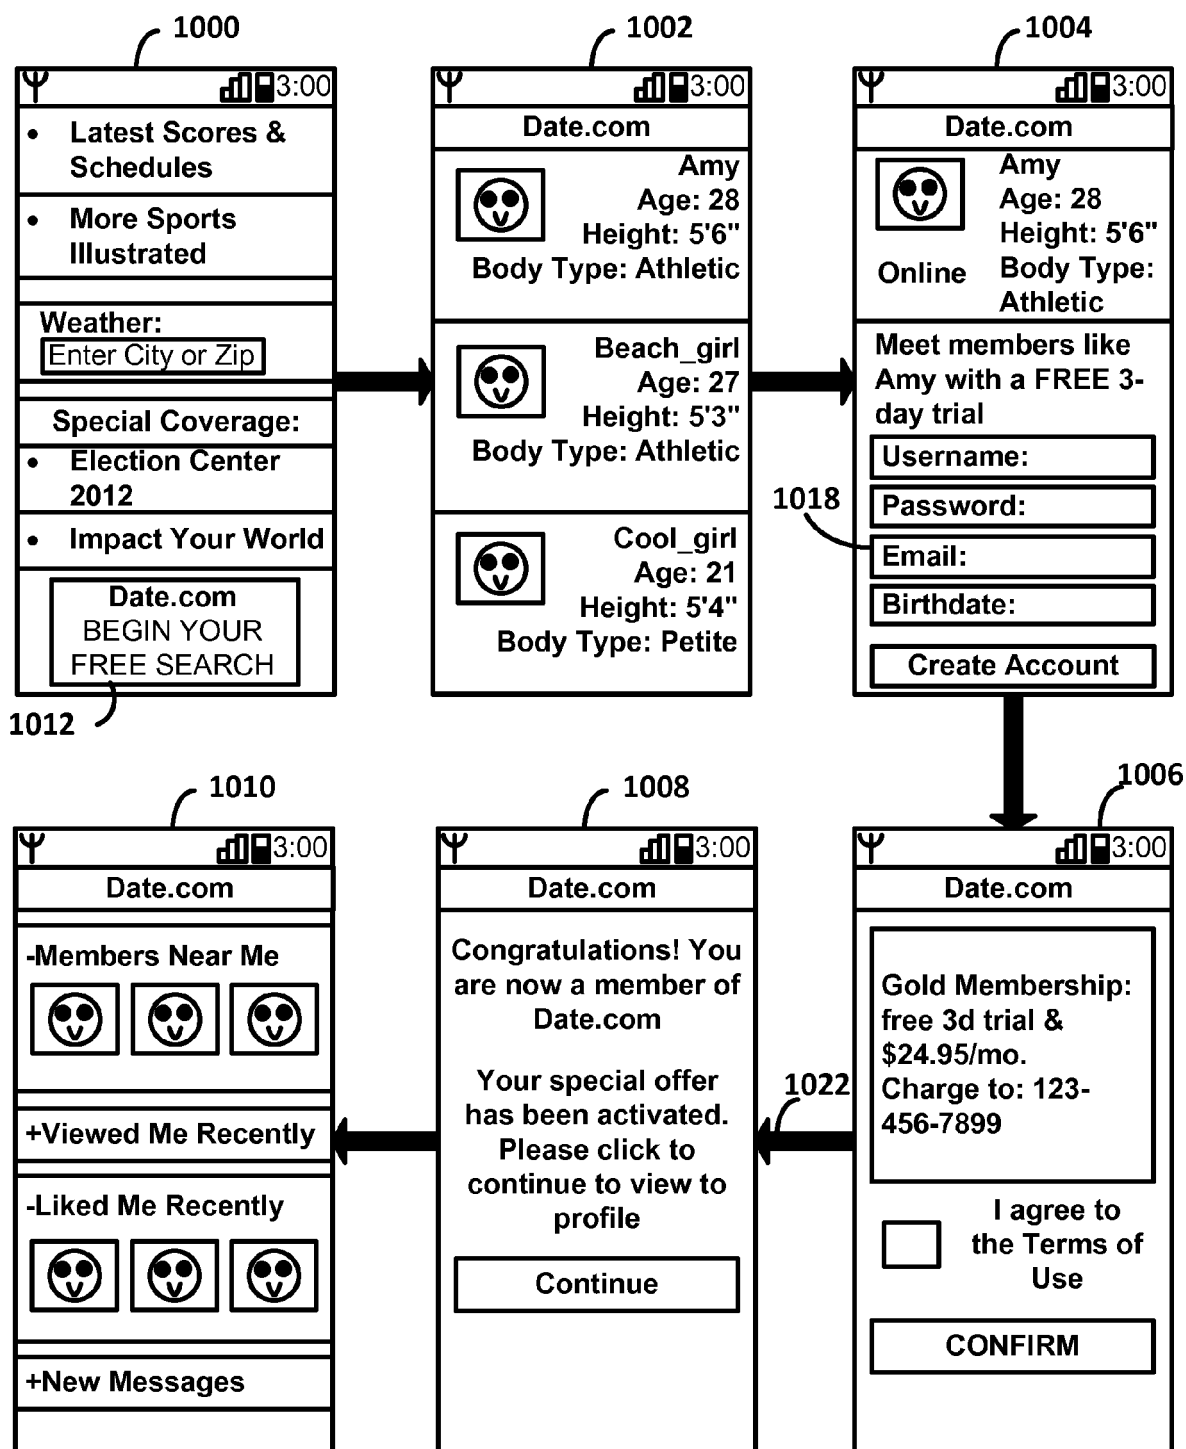 1000
3:00
• Latest Scores &
Schedules
• More Sports
Illustrated
Weather:
Enter City or Zip
Special Coverage:
• Election Center
2012
• Impact Your World
Date.com
BEGIN YOUR
FREE SEARCH
1012
1002
3:00
Date.com
Amy
Age: 28
Height: 5'6"
Body Type: Athletic
Beach_girl
Age: 27
Height: 5'3"
Body Type: Athletic
Cool_girl
Age: 21
Height: 5'4"
Body Type: Petite
1004
3:00
Date.com
Amy
Age: 28
Height: 5'6"
Body Type:
Athletic
Online
Meet members like
Amy with a FREE 3-
day trial
Username:
Password:
1018
Email:
Birthdate:
Create Account
1006
3:00
Date.com
Gold Membership:
free 3d trial &
$24.95/mo.
Charge to: 123-
456-7899
I agree to
the Terms of
Use
CONFIRM
1022
1008
3:00
Date.com
Congratulations! You
are now a member of
Date.com
Your special offer
has been activated.
Please click to
continue to view to
profile
Continue
1010
3:00
Date.com
-Members Near Me
+Viewed Me Recently
-Liked Me Recently
+New Messages